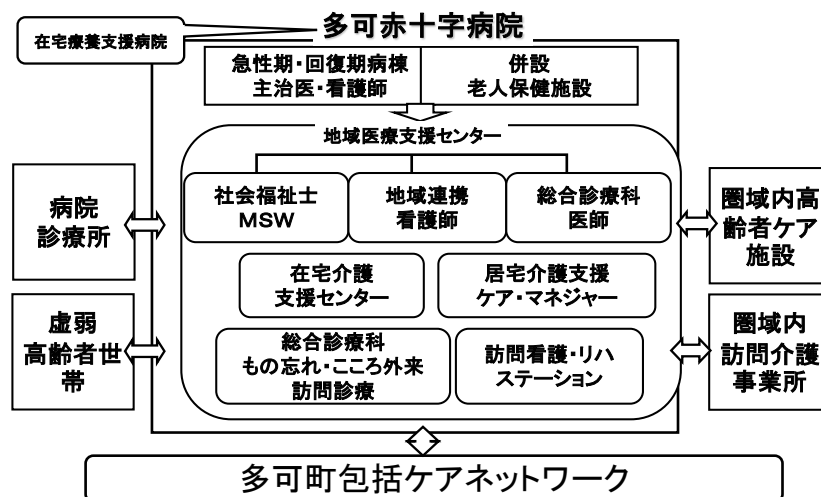 多可赤十字病院
在宅療養支援病院
急性期・回復期病棟
主治医・看護師
併設
老人保健施設
地域医療支援センター
社会福祉士
MSW
地域連携
看護師
総合診療科
医師
病院
診療所
圏域内高
齢者ケア
施設
在宅介護
支援センター
居宅介護支援
ケア・マネジャー
虚弱
高齢者世
帯
総合診療科
もの忘れ・こころ外来
訪問診療
訪問看護・リハ
ステーション
圏域内
訪問介護
事業所
多可町包括ケアネットワーク